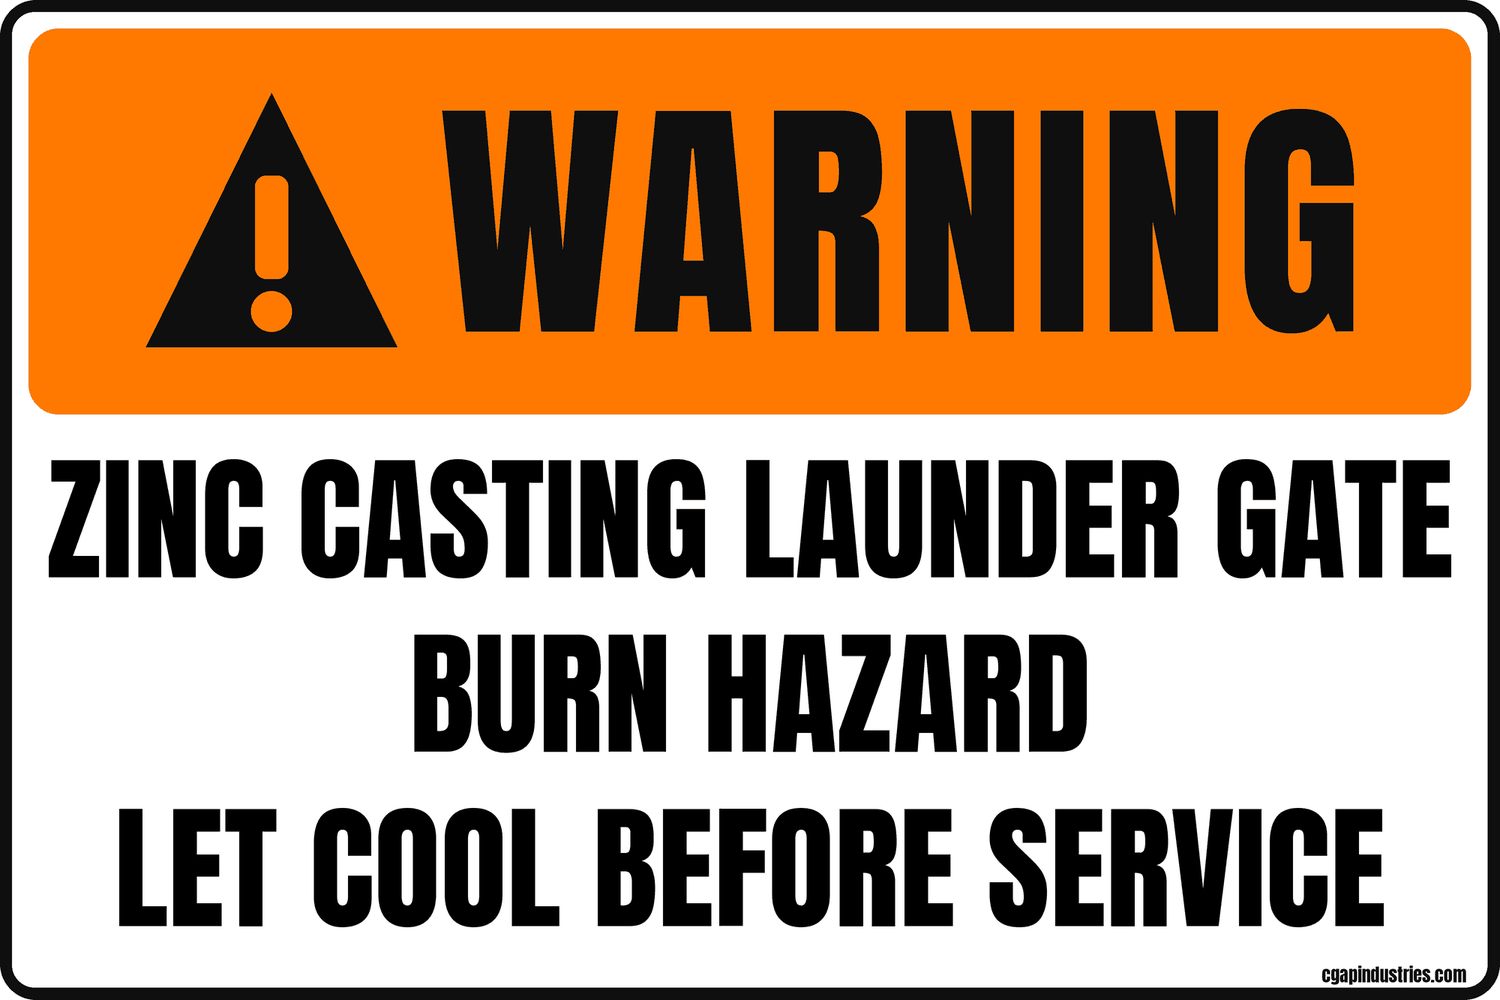 WARNING
ZINC CASTING LAUNDER GATE
BURN HAZARD
LET COOL BEFORE SERVICE
cgapindustries.com